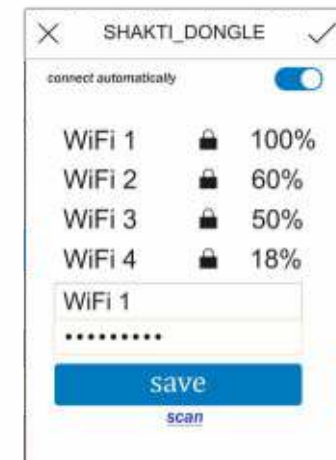 SHAKTI_DONGLE
connect automatically
WiFi 1 100%
WiFi 2 60%
WiFi 3 50%
WiFi 4 18%
WiFi 1
•••••••••
save
scan